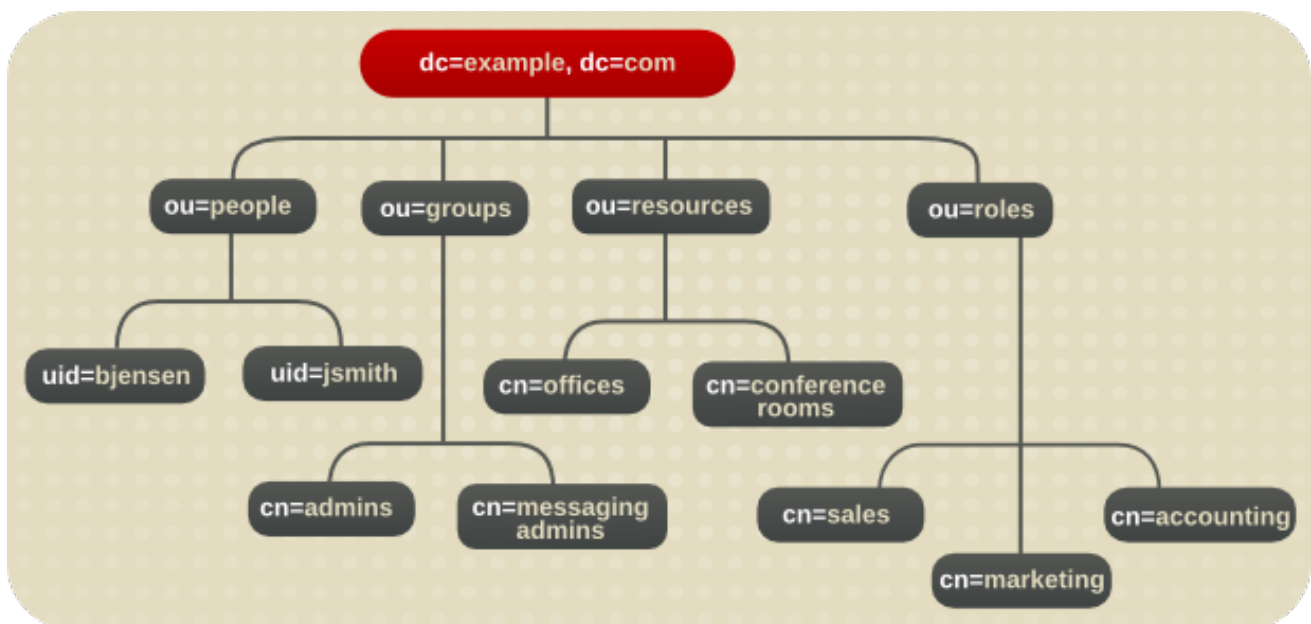 dc=example, dc=com
ou=people
ou=groups
ou=resources
ou=roles
uid=bjensen
uid=jsmith
cn=offices
cn=conference
rooms
cn=admins
cn=messaging
admins
cn=sales
cn=accounting
cn=marketing